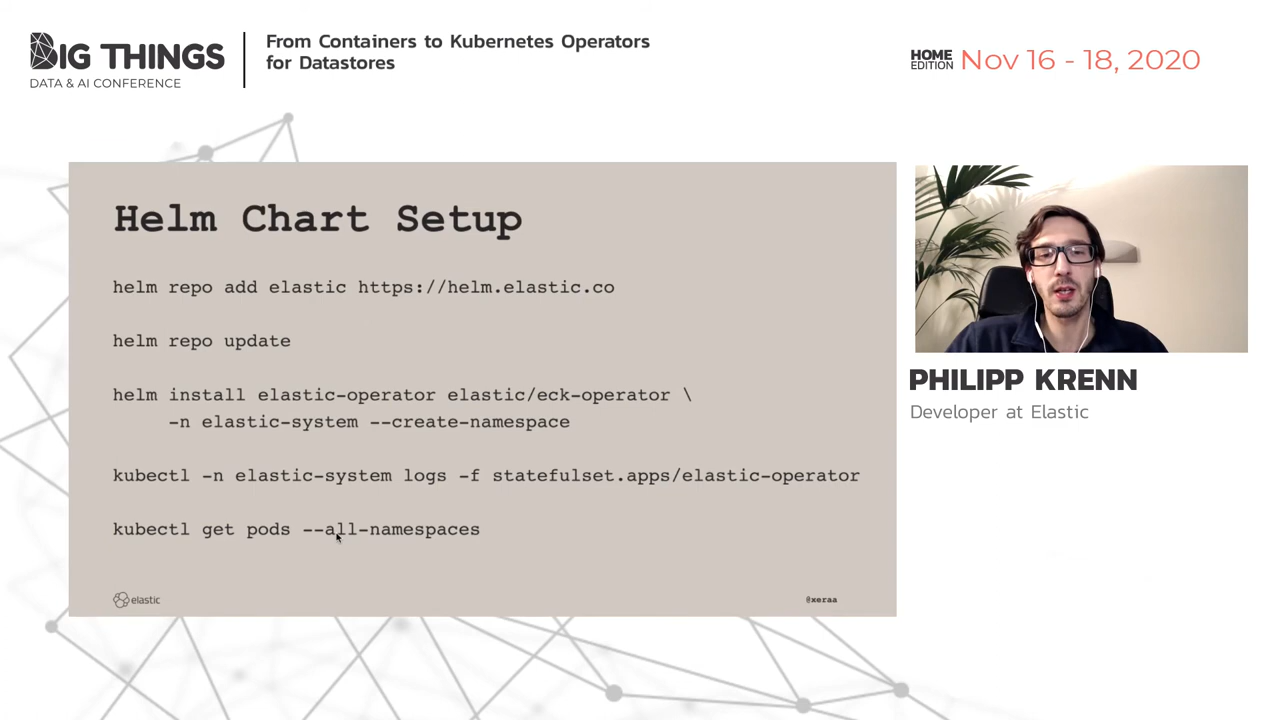 BIG THINGS
DATA & AI CONFERENCE
From Containers to Kubernetes Operators
for Datastores
HOME
EDITION
Nov 16 - 18, 2020
Helm Chart Setup
helm repo add elastic https://helm.elastic.co
helm repo update
helm install elastic-operator elastic/eck-operator \
-n elastic-system --create-namespace
kubectl -n elastic-system logs -f statefulset.apps/elastic-operator
kubectl get pods --all-namespaces
elastic
@xeraa
PHILIPP KRENN
Developer at Elastic